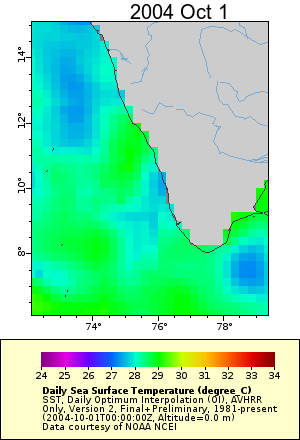 2004 Oct 1
14°
12°
10°
8°
74° 76° 78°
24 25 26 27 28 29 30 31 32 33 34
Daily Sea Surface Temperature (degree_C)
SST, Daily Optimum Interpolation (OI), AVHRR
Only, Version 2, Final+Preliminary, 1981-present
(2004-10-01T00:00:00Z, Altitude=0.0 m)
Data courtesy of NOAA NCEI